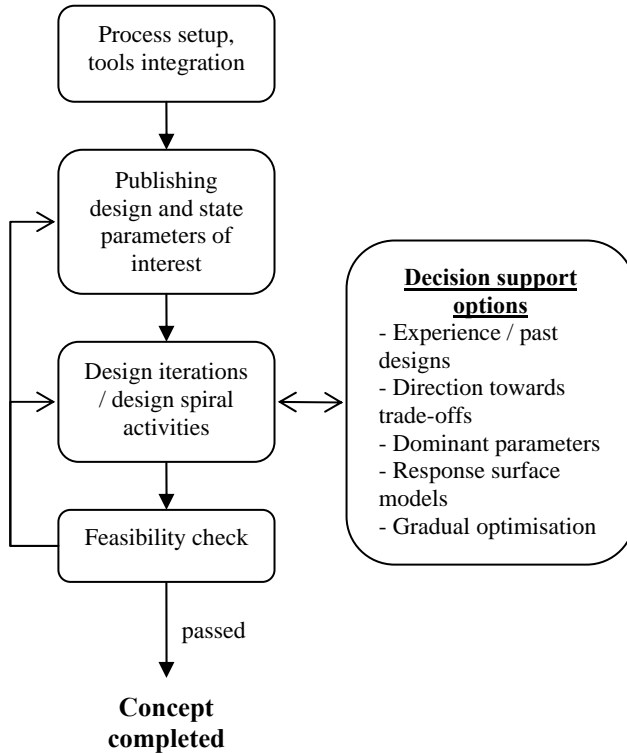 Process setup,
tools integration
Publishing
design and state
parameters of
interest
Design iterations
/ design spiral
activities
Feasibility check
passed
Concept
completed
Decision support
options
- Experience / past
designs
- Direction towards
trade-offs
- Dominant parameters
- Response surface
models
- Gradual optimisation